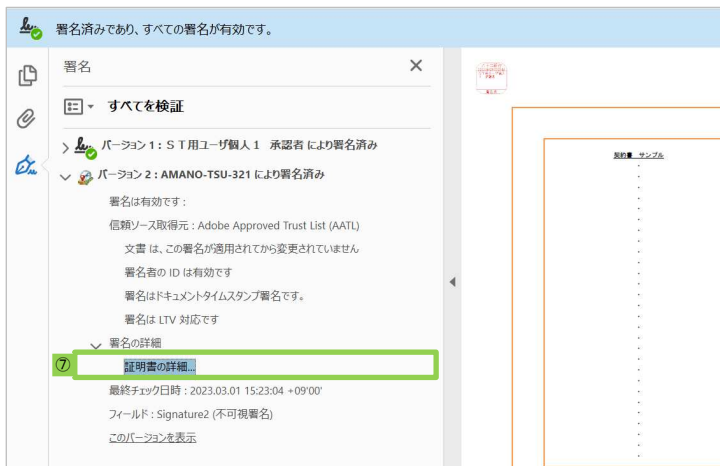 署名済みであり、すべての署名が有効です。
署名
すべてを検証
バージョン 1 : ＳＴ用ユーザ個人１　承認者 により署名済み
バージョン 2 : AMANO-TSU-321 により署名済み
署名は有効です :
信頼ソース取得元 : Adobe Approved Trust List (AATL)
文書 は、この署名が適用されてから変更されていません
署名者の ID は有効です
署名はドキュメントタイムスタンプ署名です。
署名は LTV 対応です
署名の詳細
⑦ 証明書の詳細...
最終チェック日時 : 2023.03.01 15:23:04 +09'00'
フィールド : Signature2 (不可視署名)
このバージョンを表示
契約書　サンプル